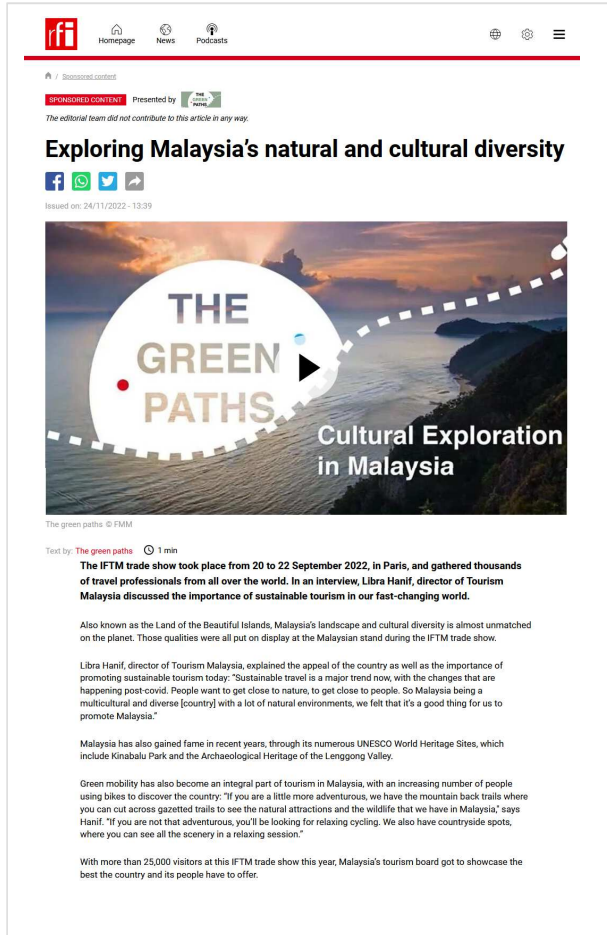 rfi
Homepage
News
Podcasts
/ Sponsored content
SPONSORED CONTENT Presented by THE GREEN PATHS
The editorial team did not contribute to this article in any way.
Exploring Malaysia’s natural and cultural diversity
Issued on: 24/11/2022 - 13:39
THE
GREEN
PATHS
Cultural Exploration
in Malaysia
The green paths © FMM
Text by: The green paths 1 min
The IFTM trade show took place from 20 to 22 September 2022, in Paris, and gathered thousands
of travel professionals from all over the world. In an interview, Libra Hanif, director of Tourism
Malaysia discussed the importance of sustainable tourism in our fast-changing world.
Also known as the Land of the Beautiful Islands, Malaysia’s landscape and cultural diversity is almost unmatched
on the planet. Those qualities were all put on display at the Malaysian stand during the IFTM trade show.
Libra Hanif, director of Tourism Malaysia, explained the appeal of the country as well as the importance of
promoting sustainable tourism today: “Sustainable travel is a major trend now, with the changes that are
happening post-covid. People want to get close to nature, to get close to people. So Malaysia being a
multicultural and diverse [country] with a lot of natural environments, we felt that it’s a good thing for us to
promote Malaysia.”
Malaysia has also gained fame in recent years, through its numerous UNESCO World Heritage Sites, which
include Kinabalu Park and the Archaeological Heritage of the Lenggong Valley.
Green mobility has also become an integral part of tourism in Malaysia, with an increasing number of people
using bikes to discover the country: “If you are a little more adventurous, we have the mountain back trails where
you can cut across gazetted trails to see the natural attractions and the wildlife that we have in Malaysia,” says
Hanif. “If you are not that adventurous, you’ll be looking for relaxing cycling. We also have countryside spots,
where you can see all the scenery in a relaxing session.”
With more than 25,000 visitors at this IFTM trade show this year, Malaysia’s tourism board got to showcase the
best the country and its people have to offer.